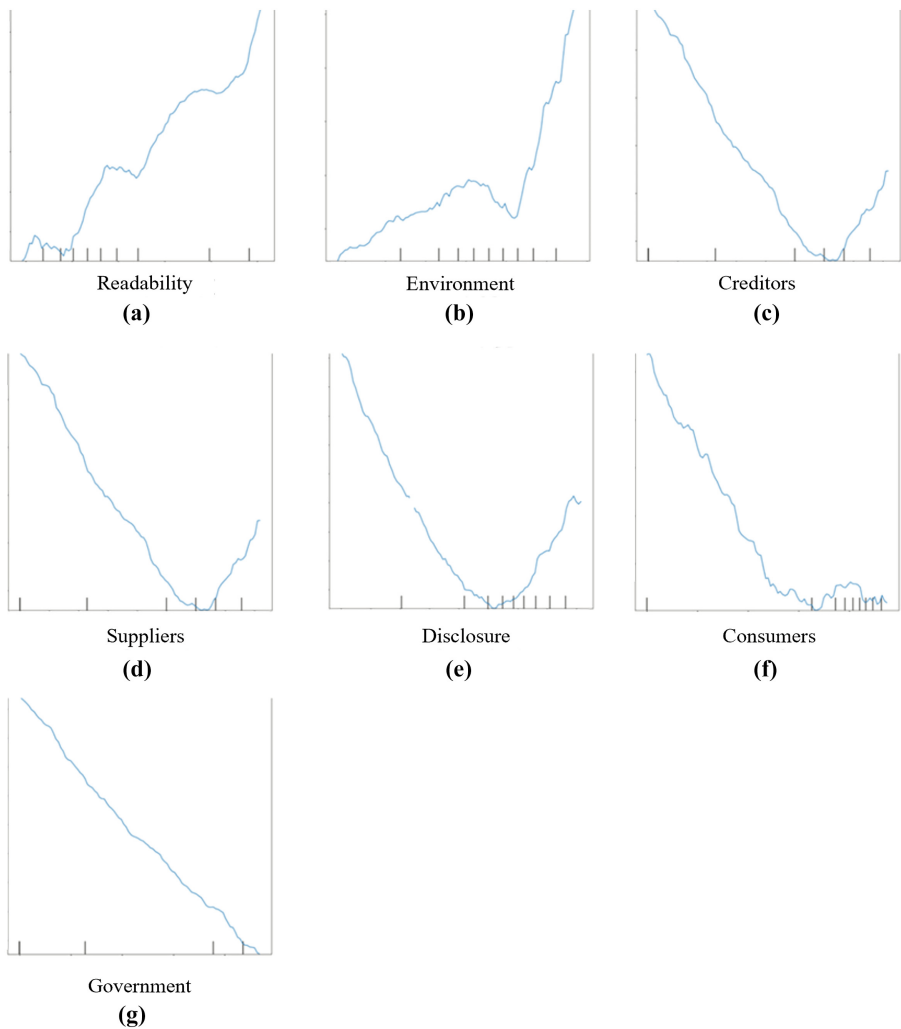 Readability
(a)
Environment
(b)
Creditors
(c)
Suppliers
(d)
Disclosure
(e)
Consumers
(f)
Government
(g)